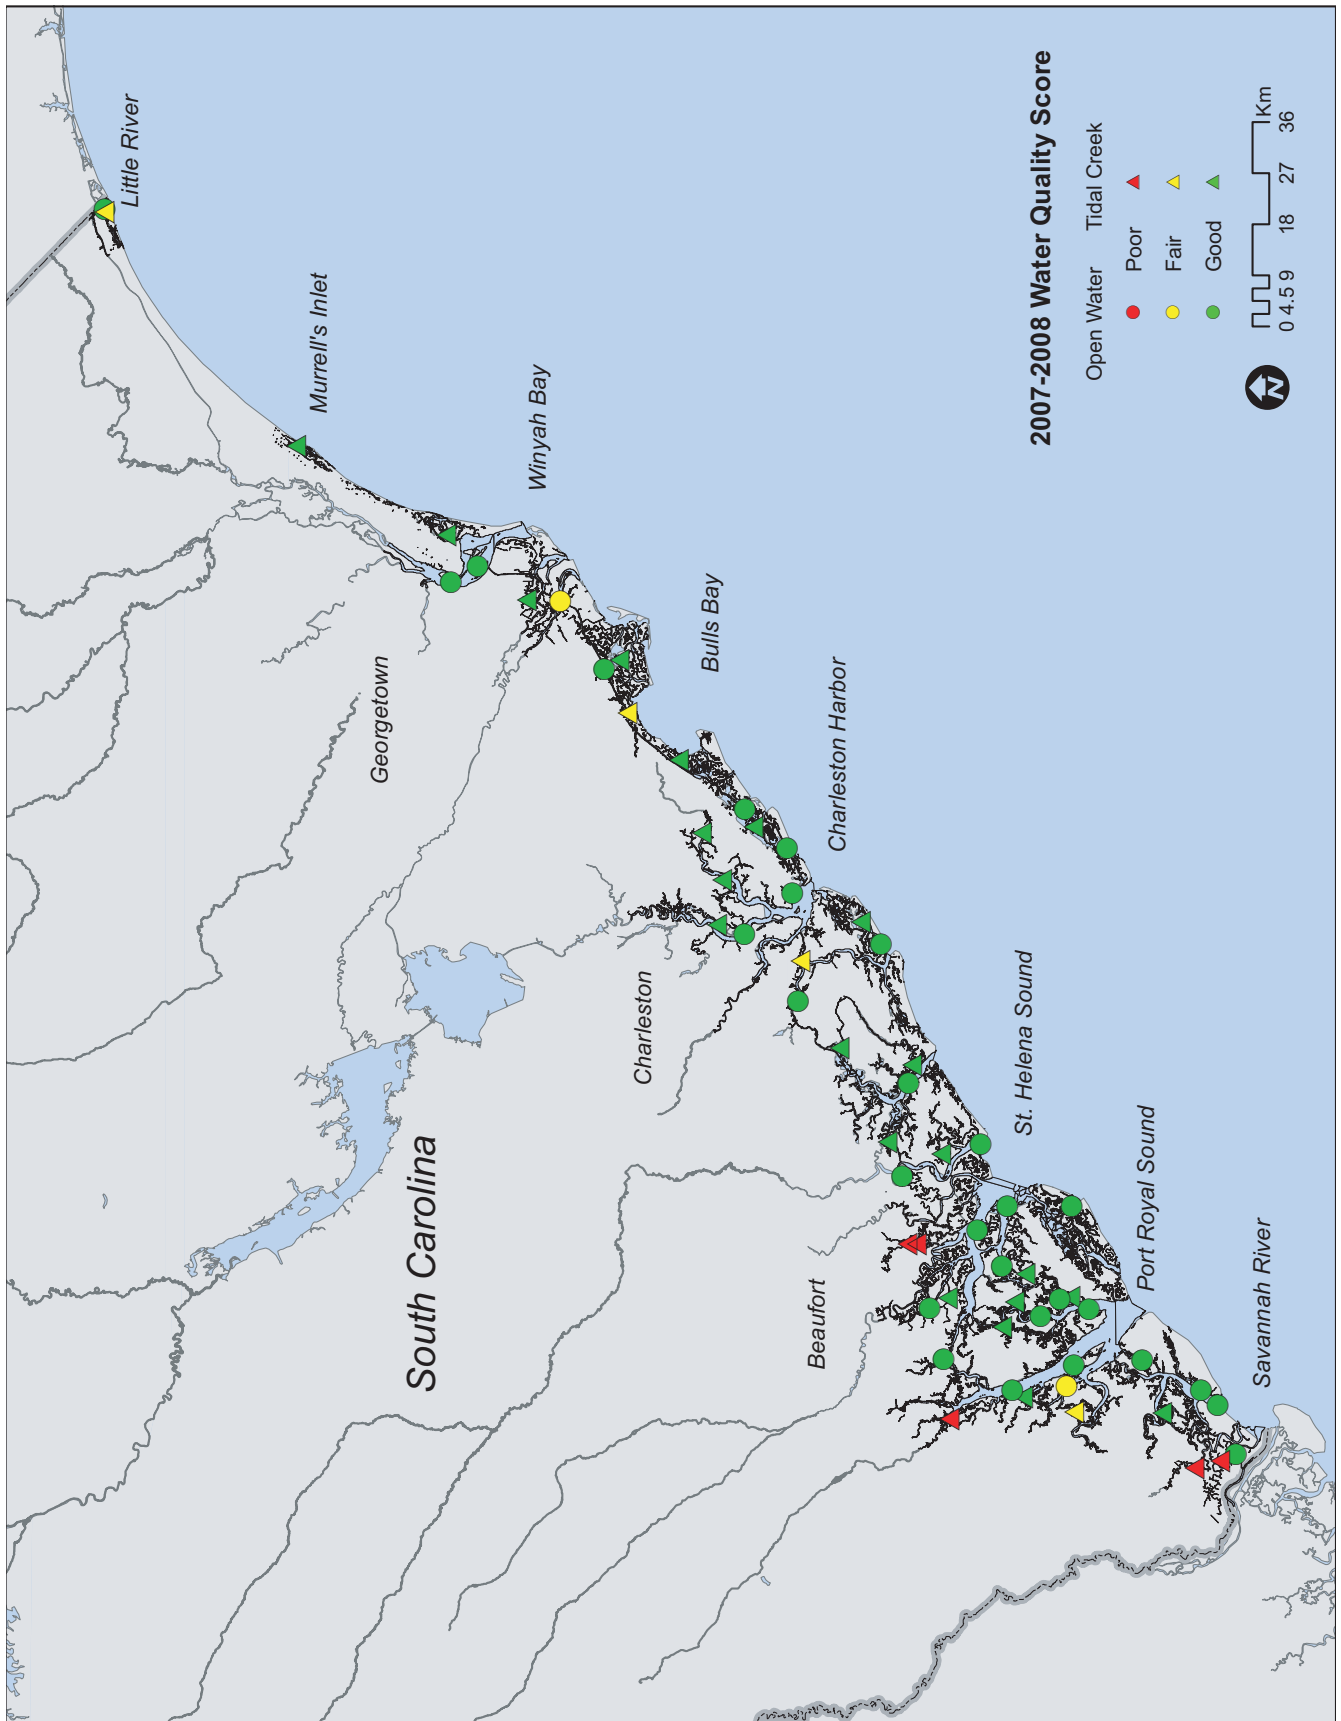 Little River
Murrell's Inlet
Winyah Bay
Georgetown
Bulls Bay
Charleston Harbor
Charleston
South Carolina
St. Helena Sound
Beaufort
Port Royal Sound
Savannah River
2007-2008 Water Quality Score
Open Water Tidal Creek
Poor
Fair
Good
0 4.5 9 18 27 36 Km
N